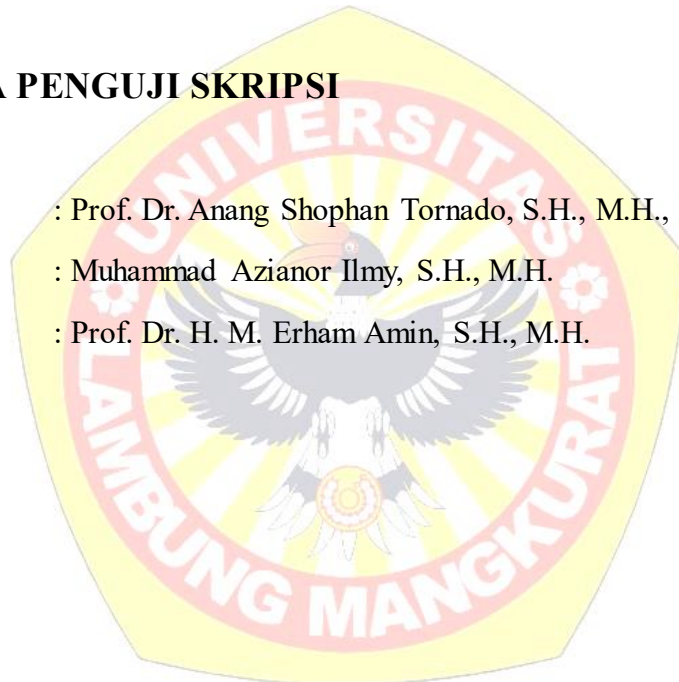 A PENGUJI SKRIPSI
: Prof. Dr. Anang Shophan Tornado, S.H., M.H.,
: Muhammad Azianor Ilmy, S.H., M.H.
: Prof. Dr. H. M. Erham Amin, S.H., M.H.
UNIVERSITAS
LAMBUNG MANGKURAT